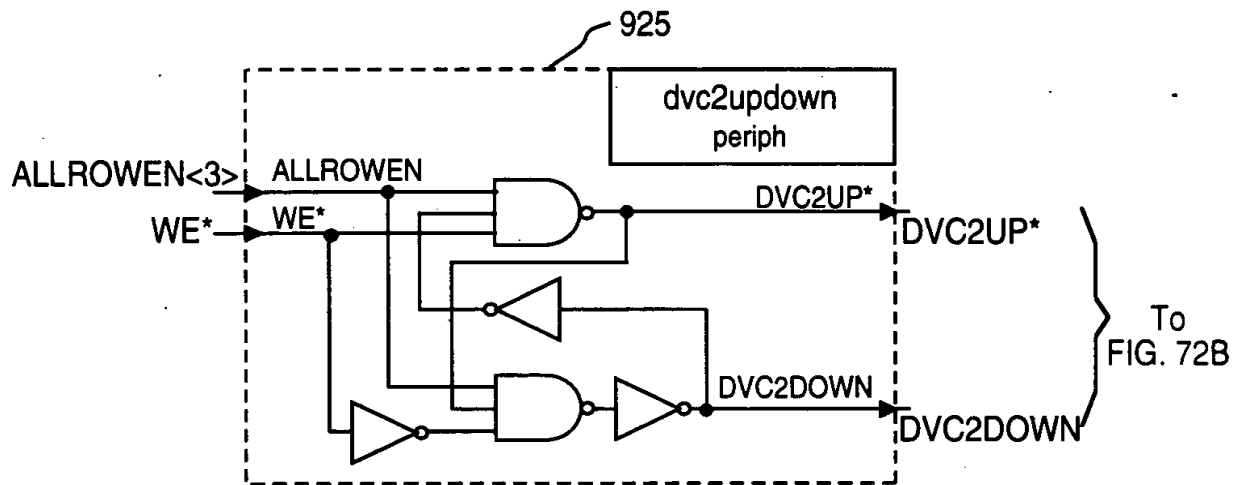 925
dvc2updown
periph
ALLROWEN<3>
ALLROWEN
DVC2UP*
WE*
WE*
DVC2UP*
To
FIG. 72B
DVC2DOWN
DVC2DOWN